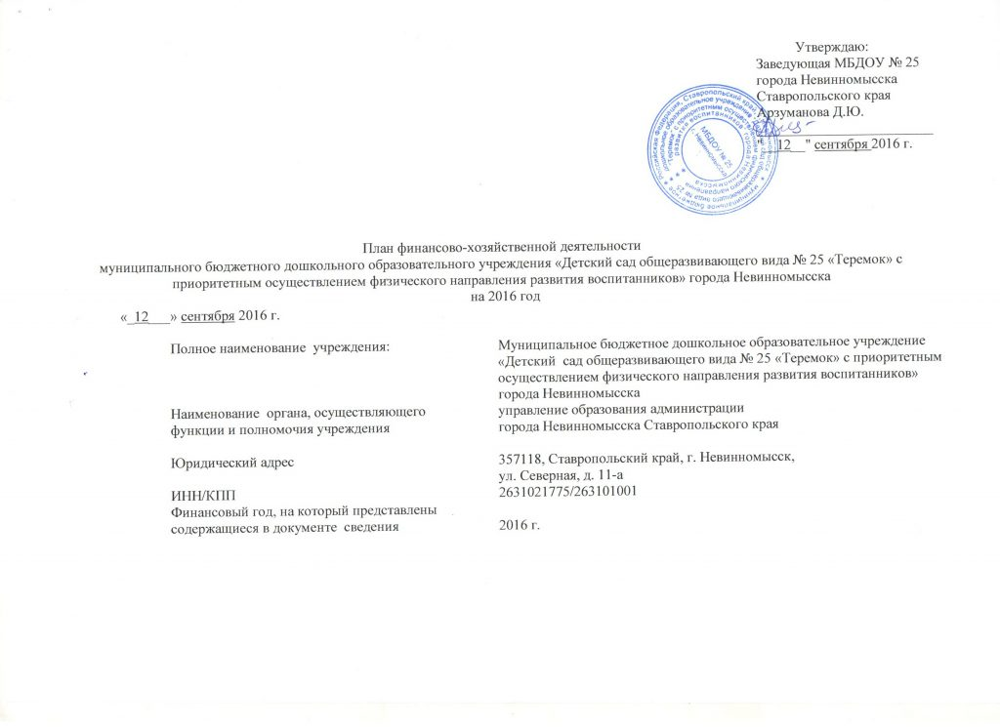 Утверждаю:
Заведующая МБДОУ № 25
города Невинномысска
Ставропольского края
Арзуманова Д.Ю.
"__12__" сентября 2016 г.
МБДОУ № 25
г. Невинномысска
План финансово-хозяйственной деятельности
муниципального бюджетного дошкольного образовательного учреждения «Детский сад общеразвивающего вида № 25 «Теремок» с
приоритетным осуществлением физического направления развития воспитанников» города Невинномысска
на 2016 год
«_12___» сентября 2016 г.
Полное наименование учреждения:
Муниципальное бюджетное дошкольное образовательное учреждение
«Детский сад общеразвивающего вида № 25 «Теремок» с приоритетным
осуществлением физического направления развития воспитанников»
города Невинномысска
Наименование органа, осуществляющего
функции и полномочия учреждения
управление образования администрации
города Невинномысска Ставропольского края
Юридический адрес
357118, Ставропольский край, г. Невинномысск,
ул. Северная, д. 11-а
ИНН/КПП
2631021775/263101001
Финансовый год, на который представлены
содержащиеся в документе сведения
2016 г.